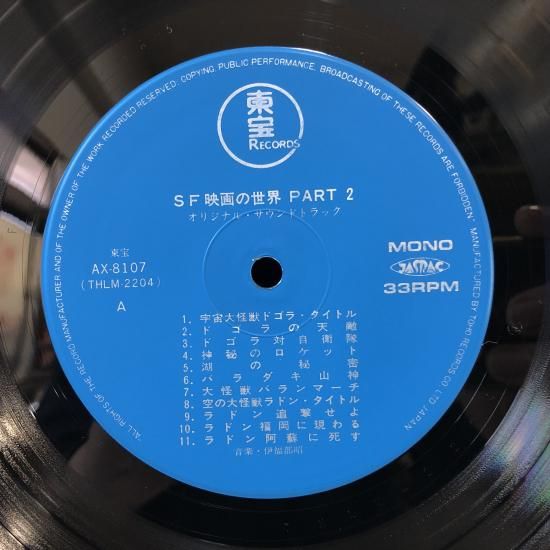 東宝
RECORDS
SF映画の世界 PART 2
オリジナル・サウンドトラック
東宝
AX-8107
(THLM-2204)
A
MONO
JASRAC
33RPM
1. 宇宙大怪獣ドゴラ・タイトル
2. ドゴラの天敵
3. ドゴラ対自衛隊
4. 神秘のロケット
5. 湖の秘密
6. バラダキ山神
7. 大怪獣バランマーチ
8. 空の大怪獣ラドン・タイトル
9. ラドン追撃せよ
10. ラドン福岡に現わる
11. ラドン阿蘇に死す
音楽・伊福部昭
"ALL RIGHTS OF THE RECORD MANUFACTURER AND OF THE OWNER OF THE WORK RECORDED RESERVED: COPYING, PUBLIC PERFORMANCE, BROADCASTING OF THESE RECORDS ARE FORBIDDEN" MANUFACTURED BY TOHO RECORDS CO. LTD JAPAN